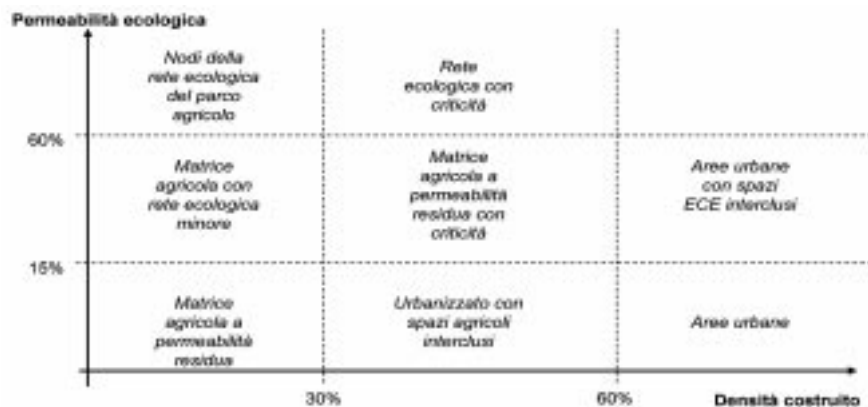 Permeabilità ecologica
Nodi della
rete ecologica
del parco
agricolo
Rete
ecologica con
criticità
60%
Matrice
agricola con
rete ecologica
minore
Matrice
agricola a
permeabilità
residua con
criticità
Aree urbane
con spazi
ECE interclusi
15%
Matrice
agricola a
permeabilità
residua
Urbanizzato con
spazi agricoli
interclusi
Aree urbane
30%
60%
Densità costruito